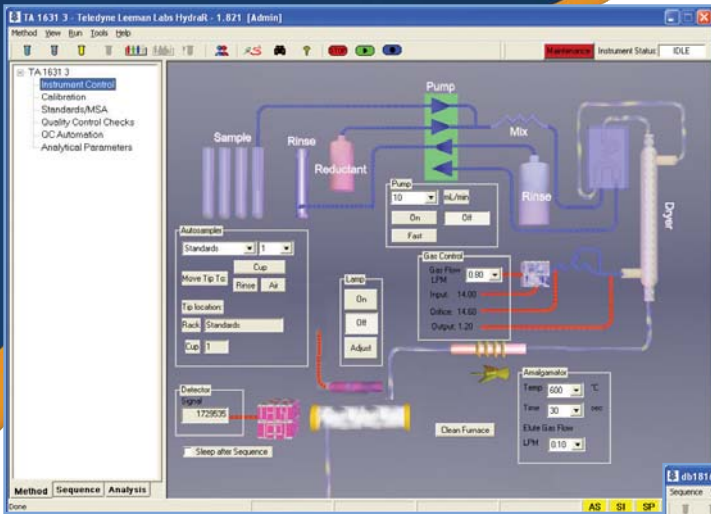 TA 1631 3 - Teledyne Leeman Labs HydraR - 1.821 [Admin]
Method View Run Tools Help
STOP
Maintenance Instrument Status: IDLE
TA 1631 3
Instrument Control
Calibration
Standards/MSA
Quality Control Checks
QC Automation
Analytical Parameters
Pump
Sample
Rinse
Reductant
Mix
Rinse
Dryer
Pump
10 mL/min
On Off
Fast
Autosampler
Standards 1
Move Tip To: Cup
Rinse Air
Tip location:
Rack Standards
Cup 1
Lamp
On
Off
Adjust
Gas Control
Gas Flow LPM 0.80
Input: 14.00
Orifice: 14.60
Output: 1.20
Detector
Signal
1729535
Sleep after Sequence
Clean Furnace
Amalgamator
Temp 600 °C
Time 30 sec
Elute Gas Flow
LPM 0.10
Method Sequence Analysis
Done AS SI SP
Sequence